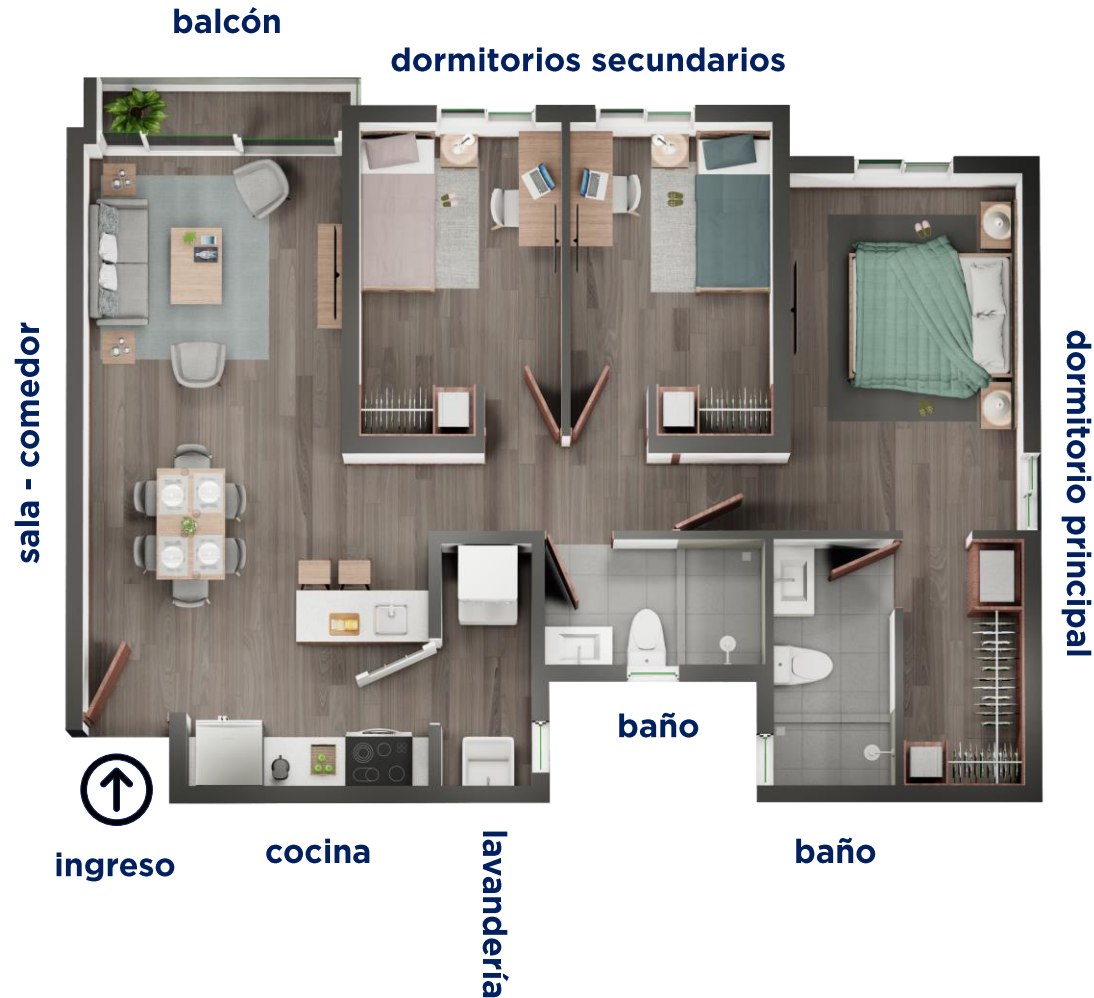 balcón
dormitorios secundarios
sala - comedor
dormitorio principal
baño
ingreso
cocina
lavandería
baño